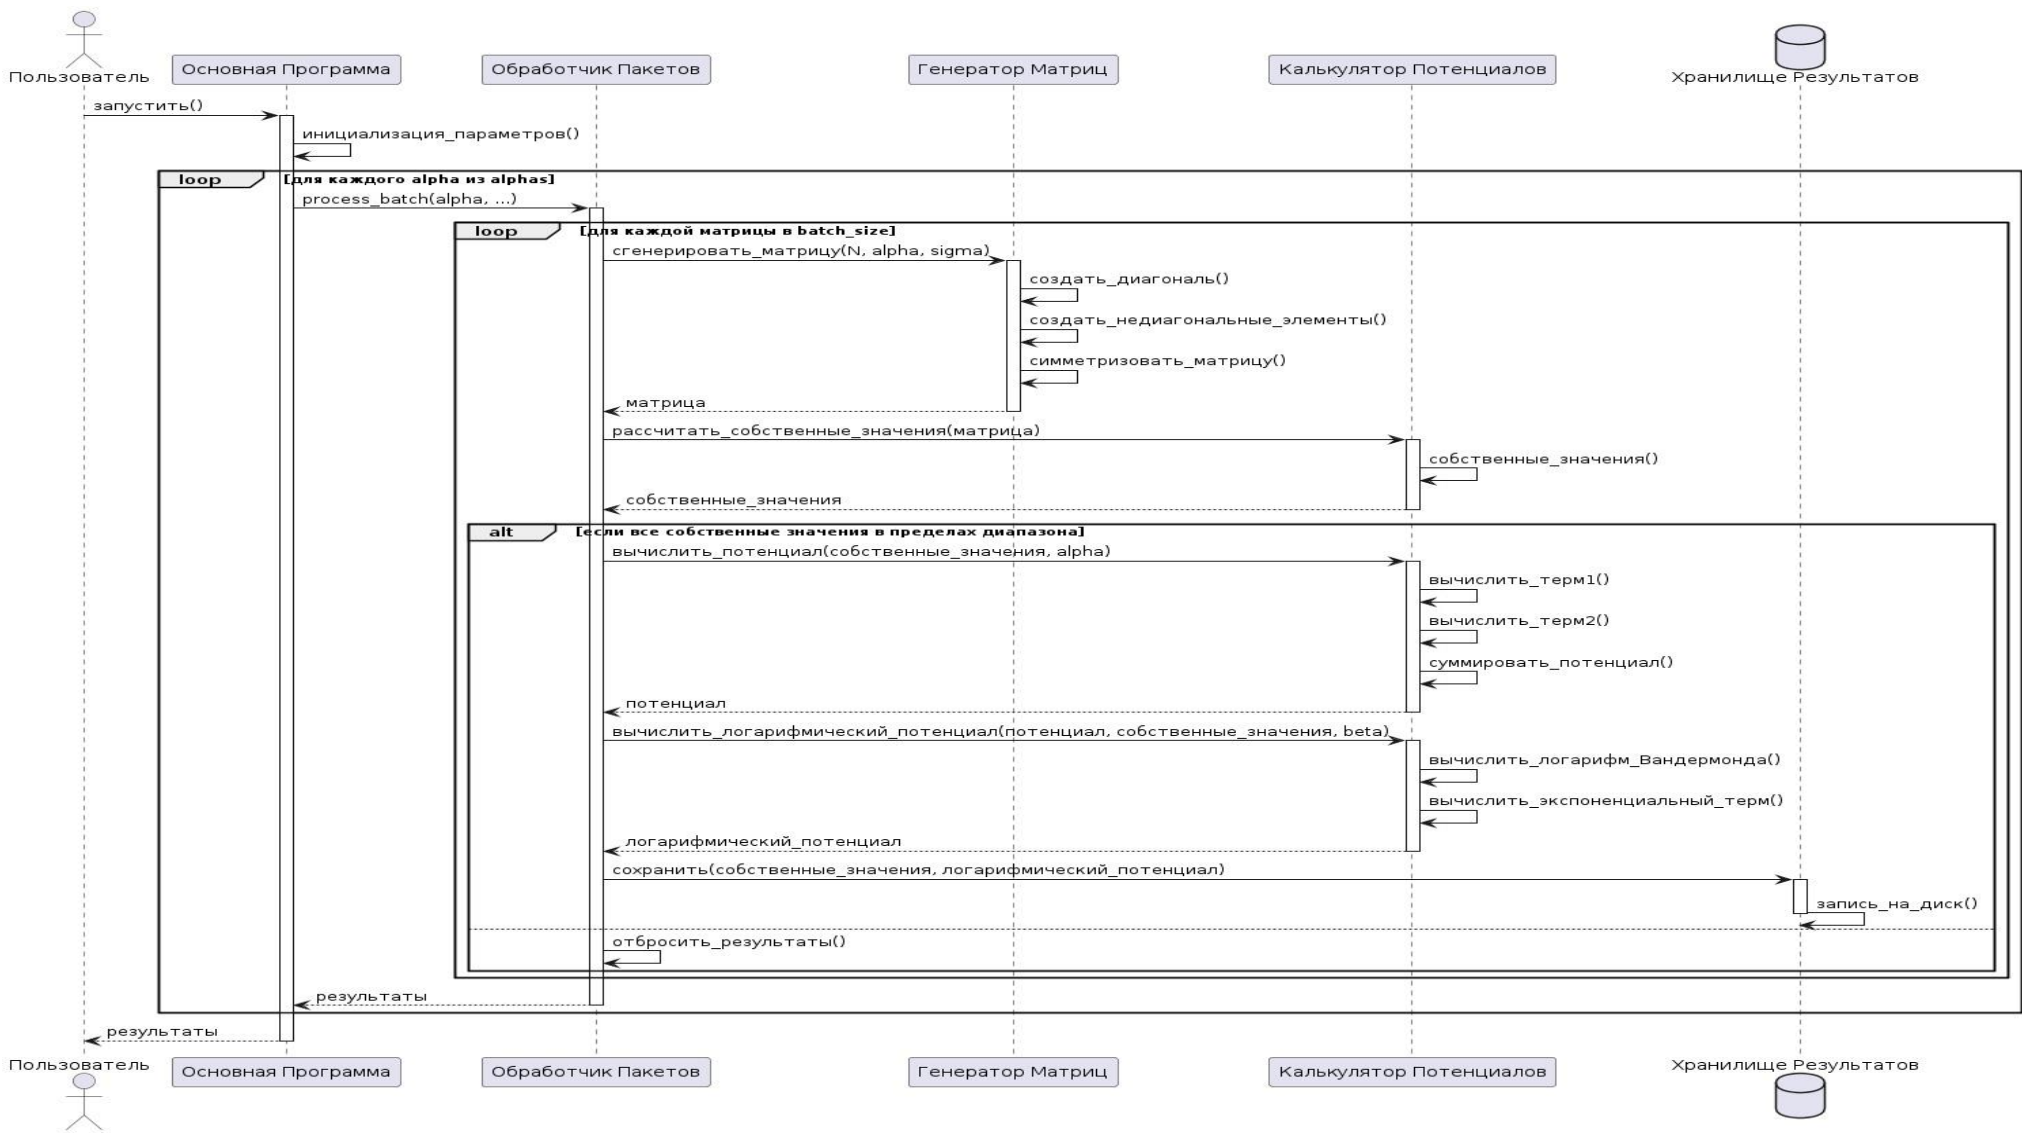 Пользователь
Основная Программа
Обработчик Пакетов
Генератор Матриц
Калькулятор Потенциалов
Хранилище Результатов
запустить()
инициализация_параметров()
loop [для каждого alpha из alphas]
process_batch(alpha, ...)
loop [для каждой матрицы в batch_size]
сгенерировать_матрицу(N, alpha, sigma)
создать_диагональ()
создать_недиагональные_элементы()
симметризовать_матрицу()
матрица
рассчитать_собственные_значения(матрица)
собственные_значения()
собственные_значения
alt [если все собственные значения в пределах диапазона]
вычислить_потенциал(собственные_значения, alpha)
вычислить_терм1()
вычислить_терм2()
суммировать_потенциал()
потенциал
вычислить_логарифмический_потенциал(потенциал, собственные_значения, beta)
вычислить_логарифм_Вандермонда()
вычислить_экспоненциальный_терм()
логарифмический_потенциал
сохранить(собственные_значения, логарифмический_потенциал)
запись_на_диск()
отбросить_результаты()
результаты
результаты
Пользователь
Основная Программа
Обработчик Пакетов
Генератор Матриц
Калькулятор Потенциалов
Хранилище Результатов